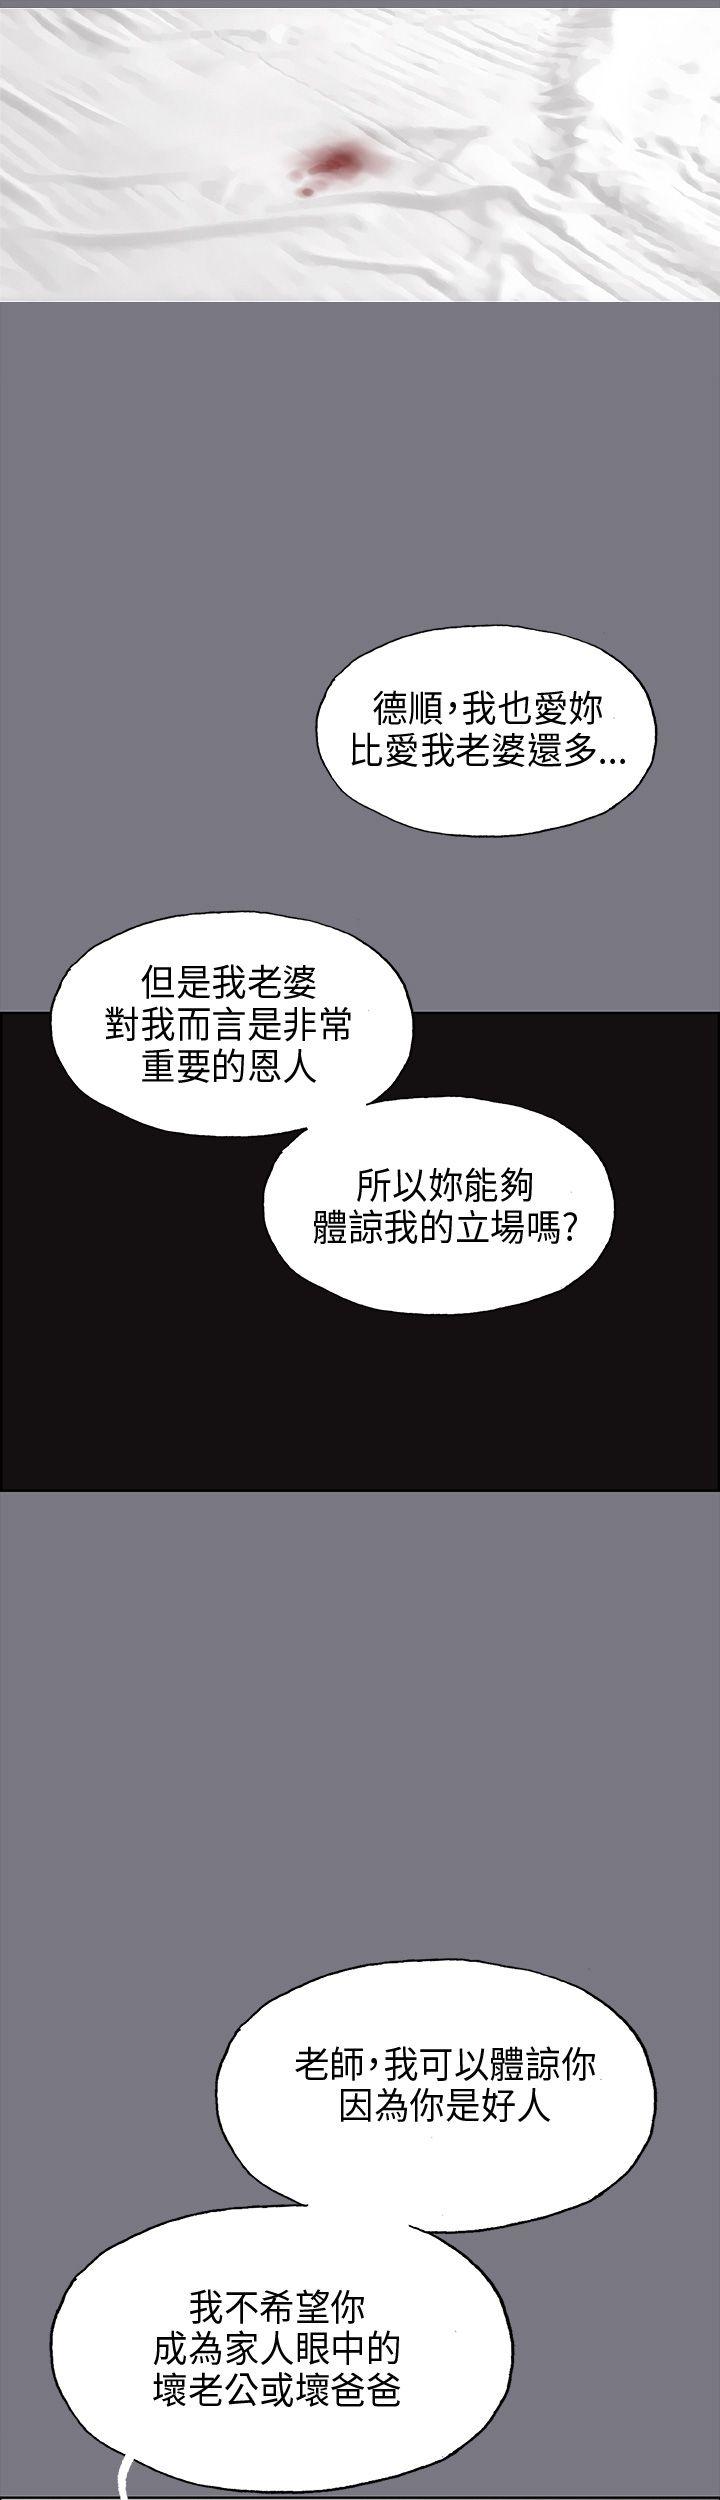 德順，我也愛妳
比愛我老婆還多...
但是我老婆
對我而言是非常
重要的恩人
所以妳能夠
體諒我的立場嗎?
老師，我可以體諒你
因為你是好人
我不希望你
成為家人眼中的
壞老公或壞爸爸